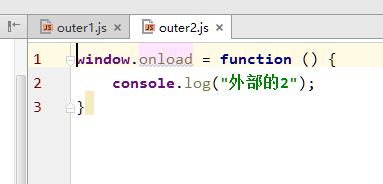 outer1.js outer2.js
1 window.onload = function () {
2 console.log("外部的2");
3 }